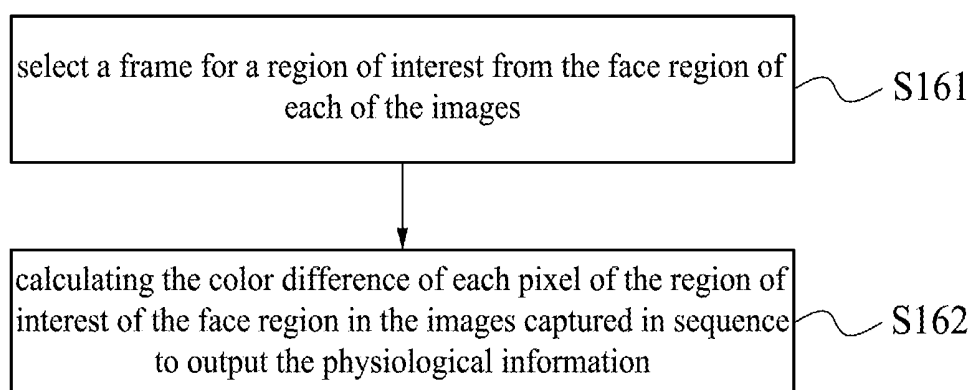 select a frame for a region of interest from the face region of
each of the images
S161
calculating the color difference of each pixel of the region of
interest of the face region in the images captured in sequence
to output the physiological information
S162